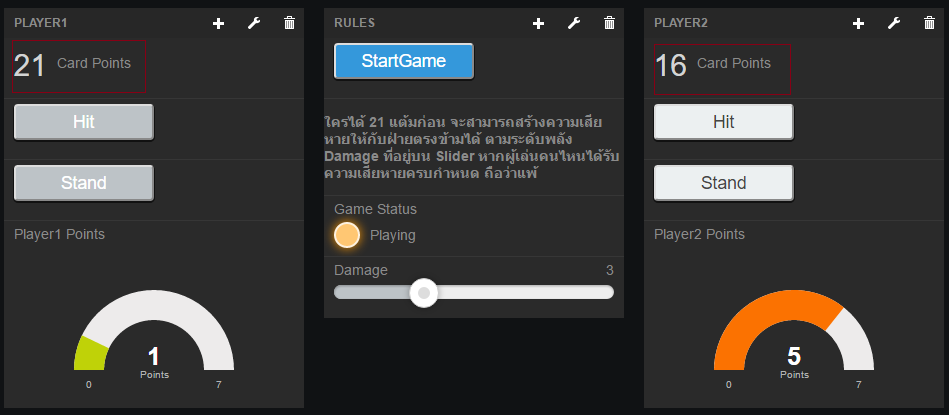 PLAYER1
21 Card Points
Hit
Stand
Player1 Points
1
Points
0 7
RULES
StartGame
ใครได้ 21 แต้มก่อน จะสามารถสร้างความเสีย
หายให้กับฝ่ายตรงข้ามได้ ตามระดับพลัง
Damage ที่อยู่บน Slider หากผู้เล่นคนไหนได้รับ
ความเสียหายครบกำหนด ถือว่าแพ้
Game Status
Playing
Damage 3
PLAYER2
16 Card Points
Hit
Stand
Player2 Points
5
Points
0 7